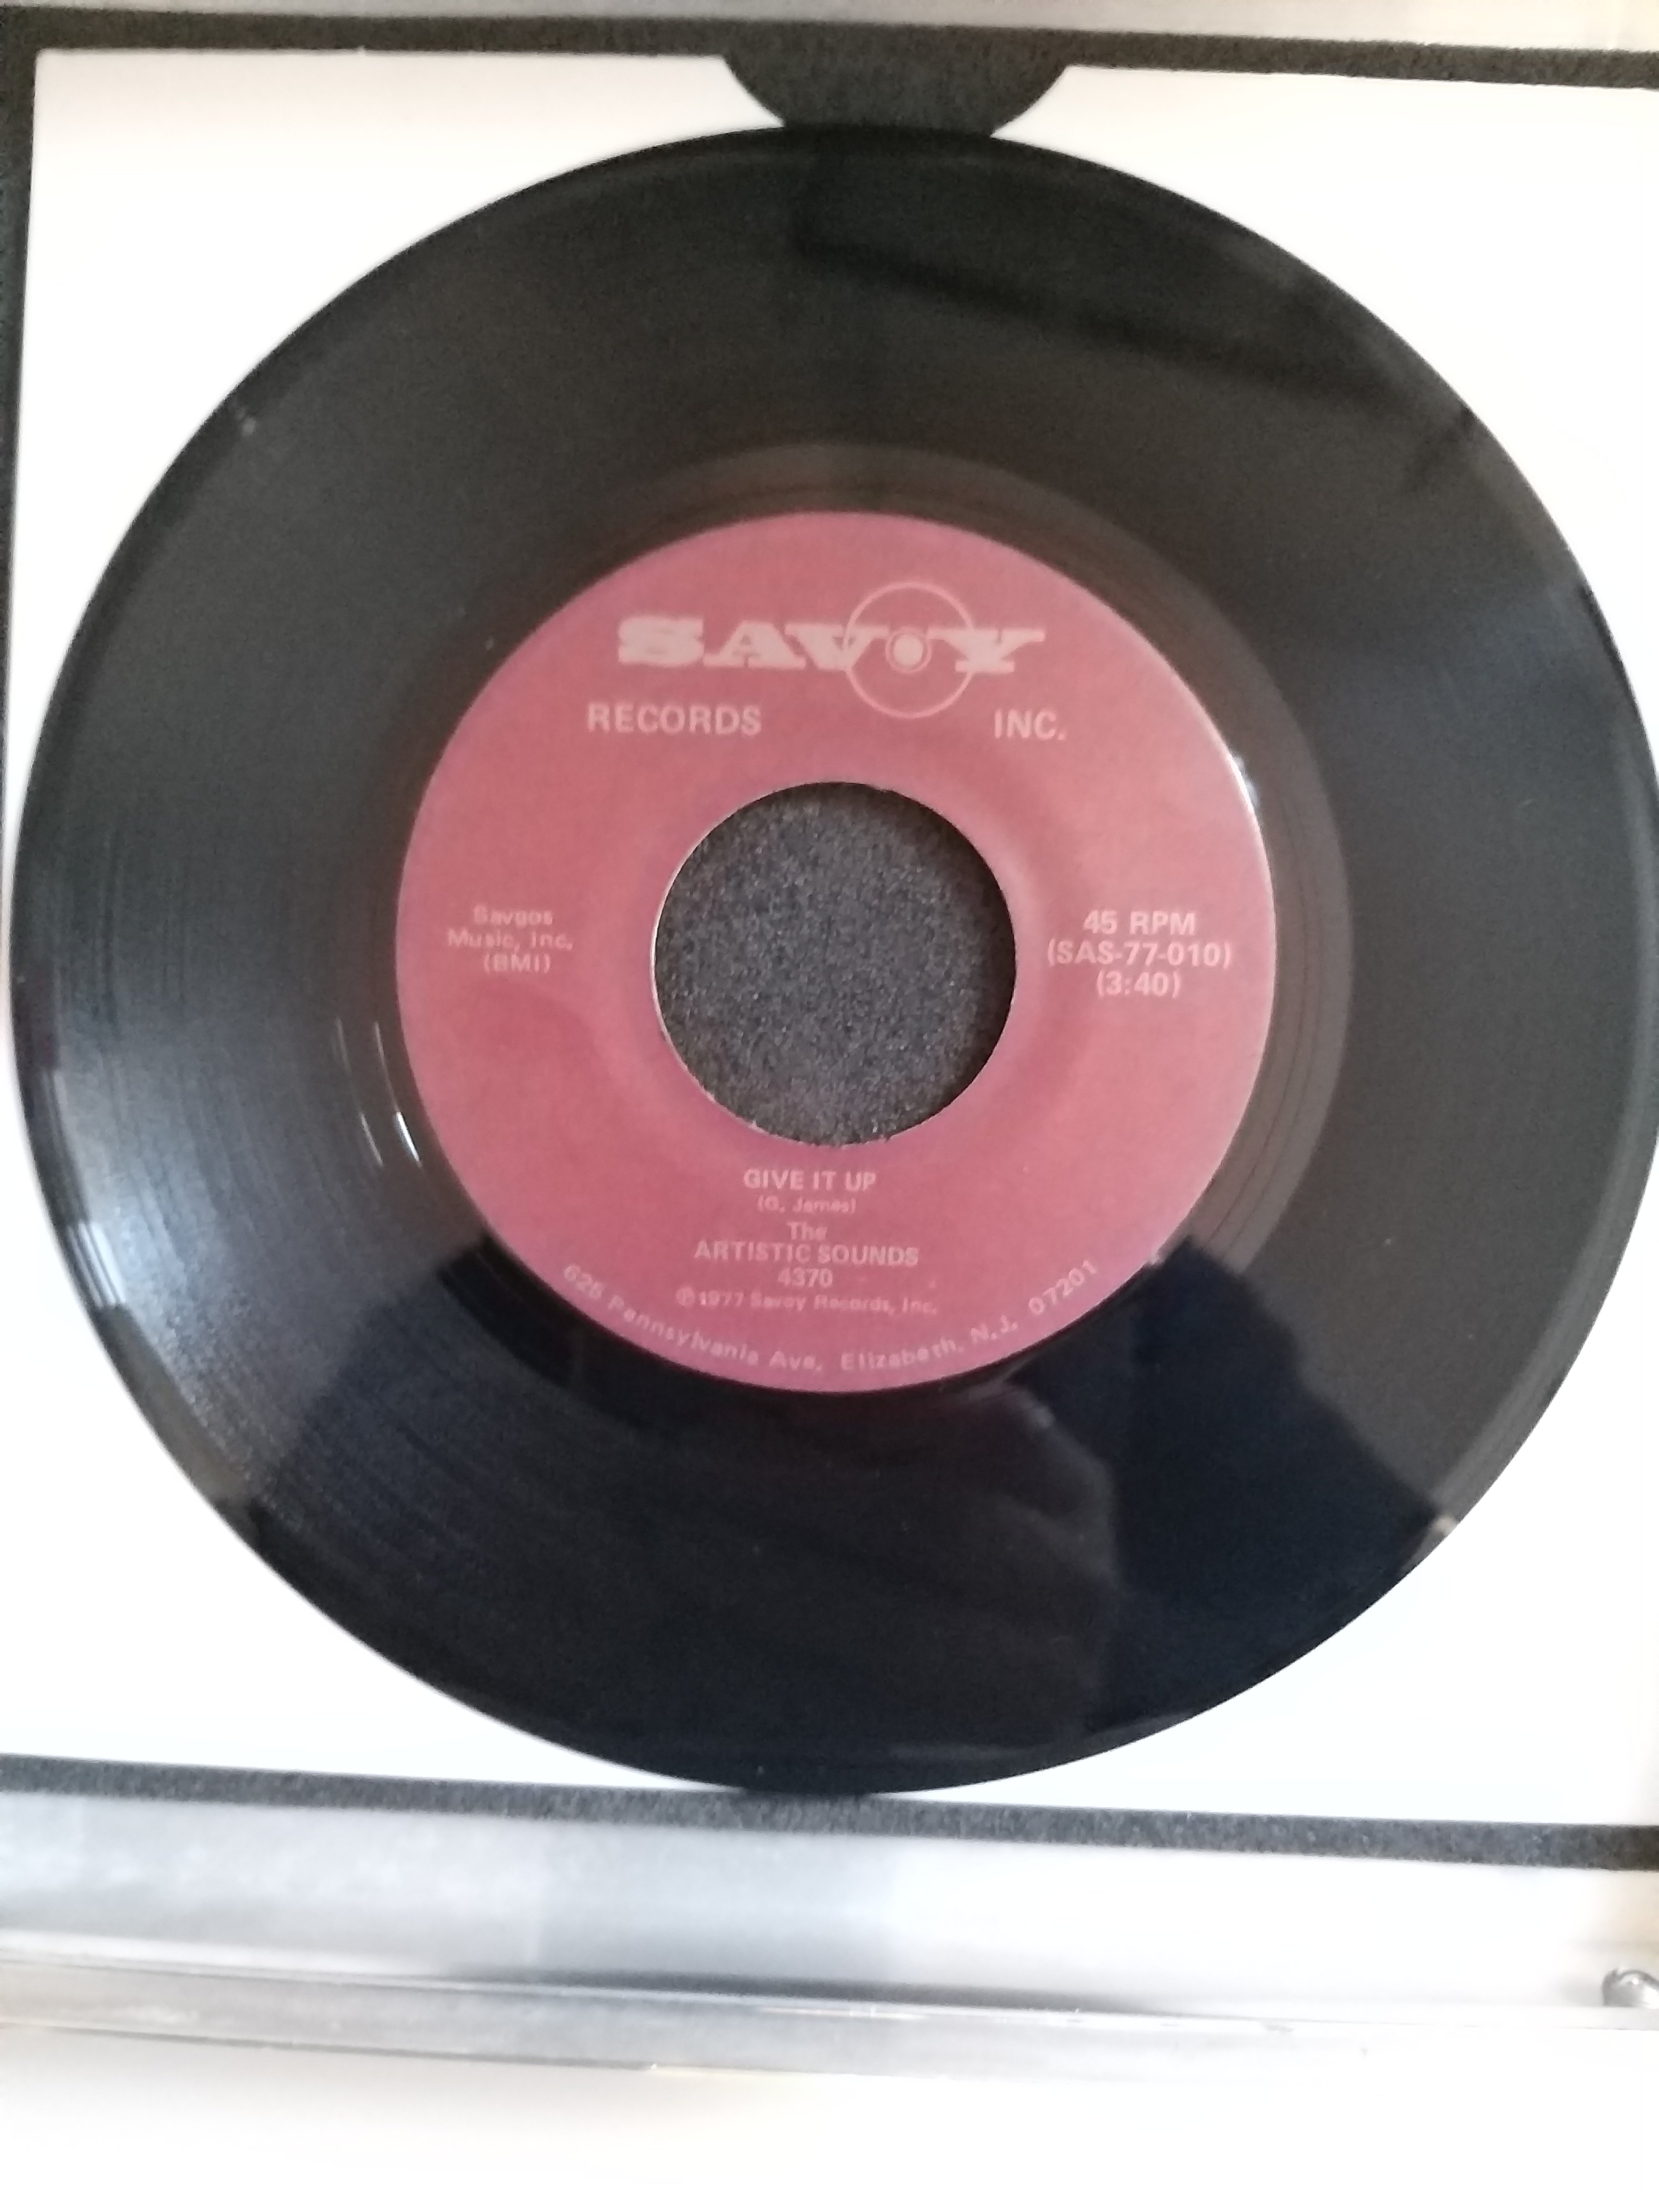 SAVOY
RECORDS INC.
Savgos
Music, Inc.
(BMI)
45 RPM
(SAS-77-010)
(3:40)
GIVE IT UP
(G. James)
The
ARTISTIC SOUNDS
4370
℗1977 Savoy Records, Inc.
625 Pennsylvania Ave. Elizabeth, N.J. 07201